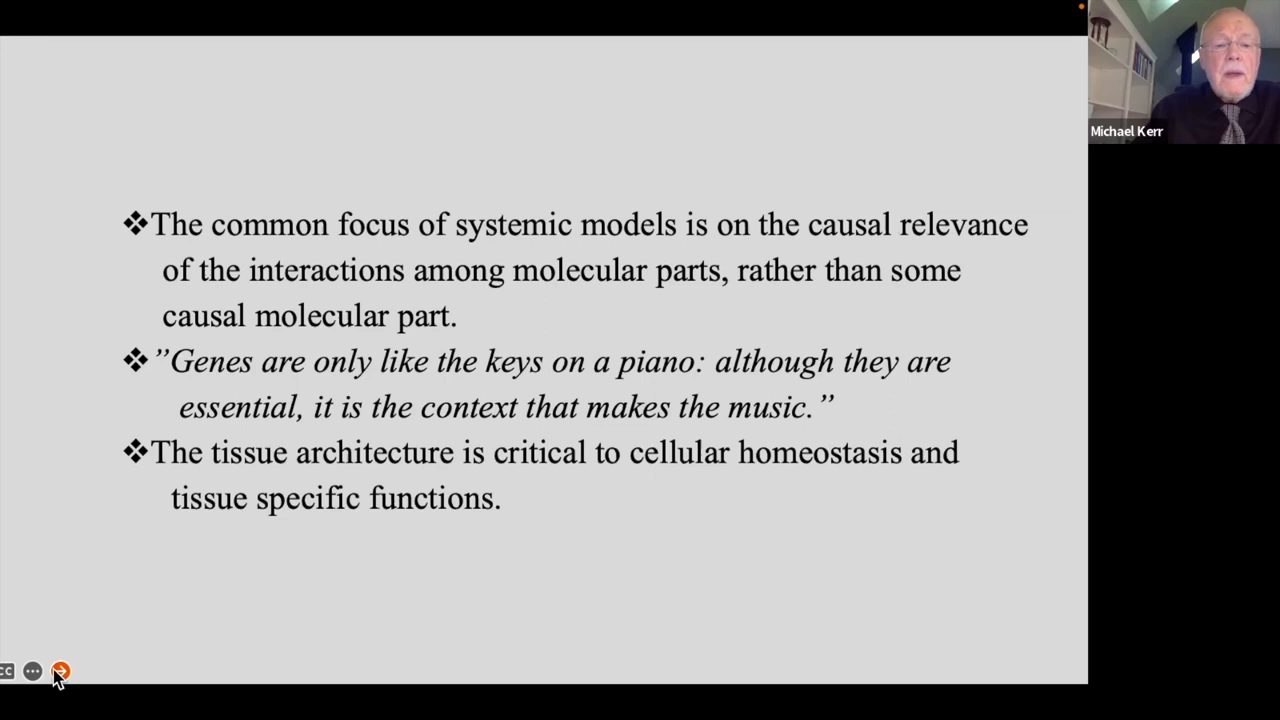 ❖The common focus of systemic models is on the causal relevance
of the interactions among molecular parts, rather than some
causal molecular part.
❖”Genes are only like the keys on a piano: although they are
essential, it is the context that makes the music.”
❖The tissue architecture is critical to cellular homeostasis and
tissue specific functions.
Michael Kerr
CC